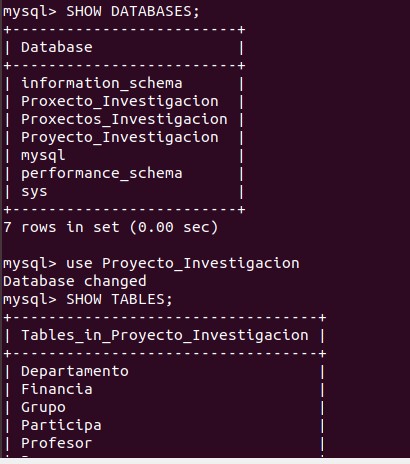 mysql> SHOW DATABASES;
+-------------------------+
| Database                |
+-------------------------+
| information_schema      |
| Proxecto_Investigacion  |
| Proxectos_Investigacion |
| Proyecto_Investigacion  |
| mysql                   |
| performance_schema      |
| sys                     |
+-------------------------+
7 rows in set (0.00 sec)

mysql> use Proyecto_Investigacion
Database changed
mysql> SHOW TABLES;
+----------------------------------+
| Tables_in_Proyecto_Investigacion |
+----------------------------------+
| Departamento                     |
| Financia                         |
| Grupo                            |
| Participa                        |
| Profesor                         |